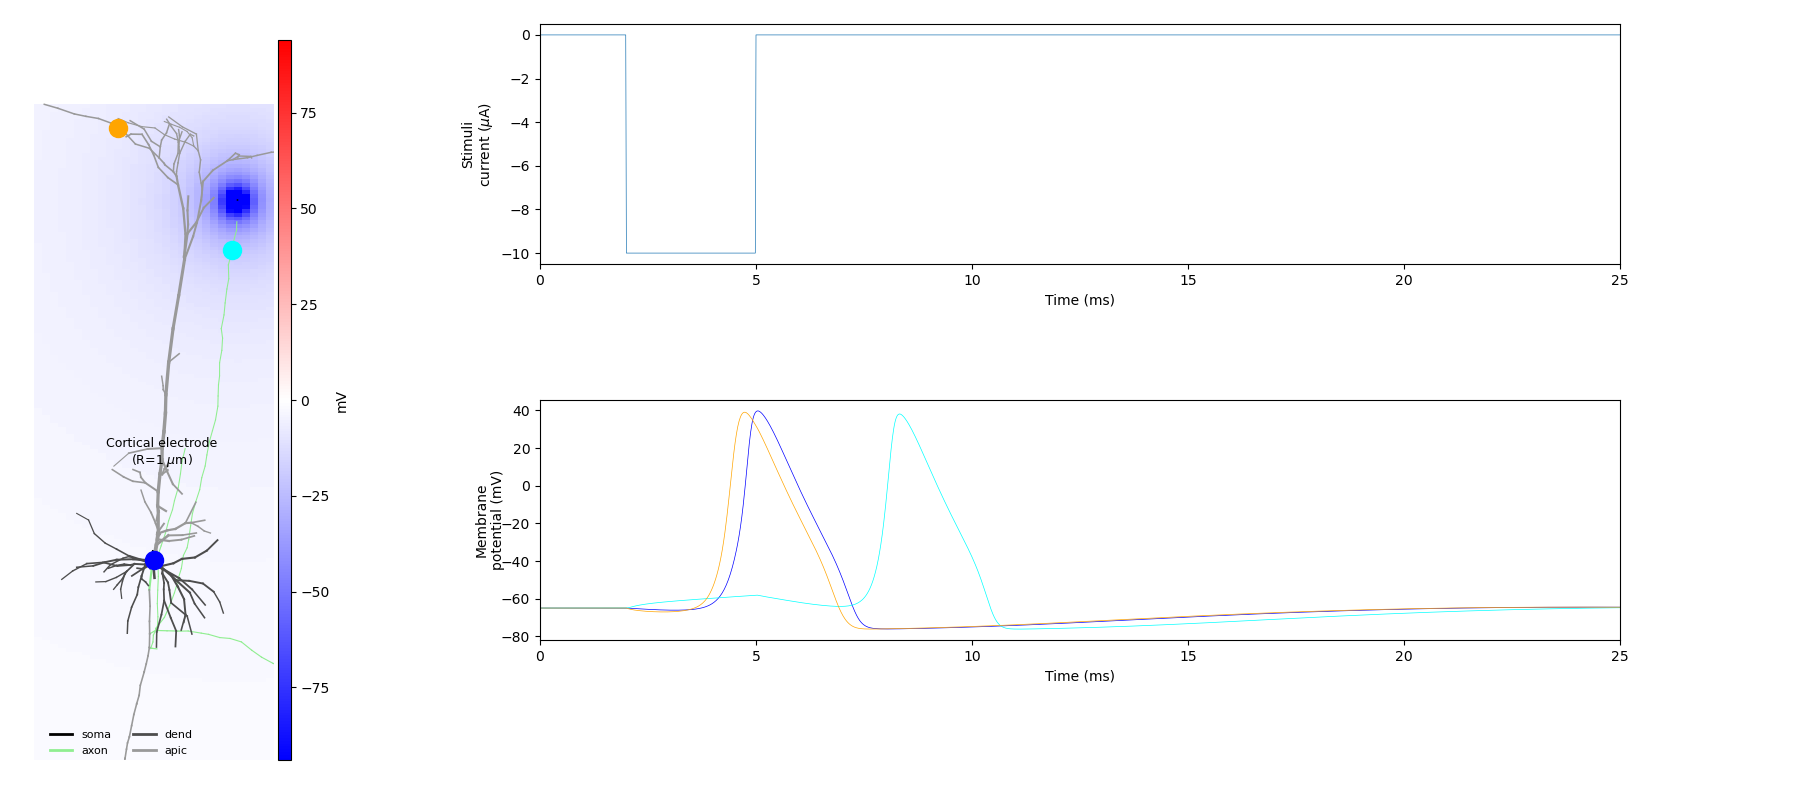 75
50
25
0
−25
−50
−75
mV
Cortical electrode
(R=1 μm)
soma
axon
dend
apic
Stimuli
current (μA)
0
−2
−4
−6
−8
−10
0 5 10 15 20 25
Time (ms)
Membrane
potential (mV)
40
20
0
−20
−40
−60
−80
0 5 10 15 20 25
Time (ms)